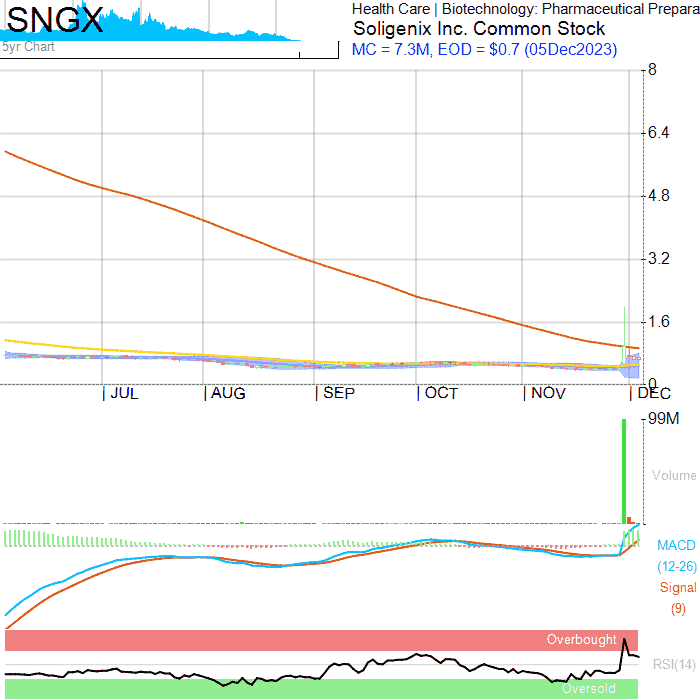 SNGX
5yr Chart
Health Care | Biotechnology: Pharmaceutical Prepara
Soligenix Inc. Common Stock
MC = 7.3M, EOD = $0.7 (05Dec2023)
8
6.4
4.8
3.2
1.6
0
JUL AUG SEP OCT NOV DEC
99M
Volume
MACD
(12-26)
Signal
(9)
Overbought
RSI(14)
Oversold